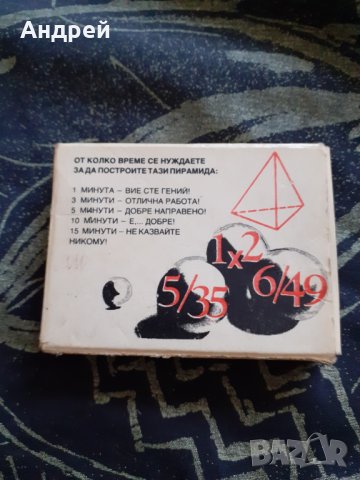 Андрей
ОТ КОЛКО ВРЕМЕ СЕ НУЖДАЕТЕ
ЗА ДА ПОСТРОИТЕ ТАЗИ ПИРАМИДА:
1 МИНУТА – ВИЕ СТЕ ГЕНИЙ!
3 МИНУТИ – ОТЛИЧНА РАБОТА!
5 МИНУТИ – ДОБРЕ НАПРАВЕНО!
10 МИНУТИ – Е.... ДОБРЕ!
15 МИНУТИ – НЕ КАЗВАЙТЕ
НИКОМУ!
1x2
5/35
6/49
BAZAR